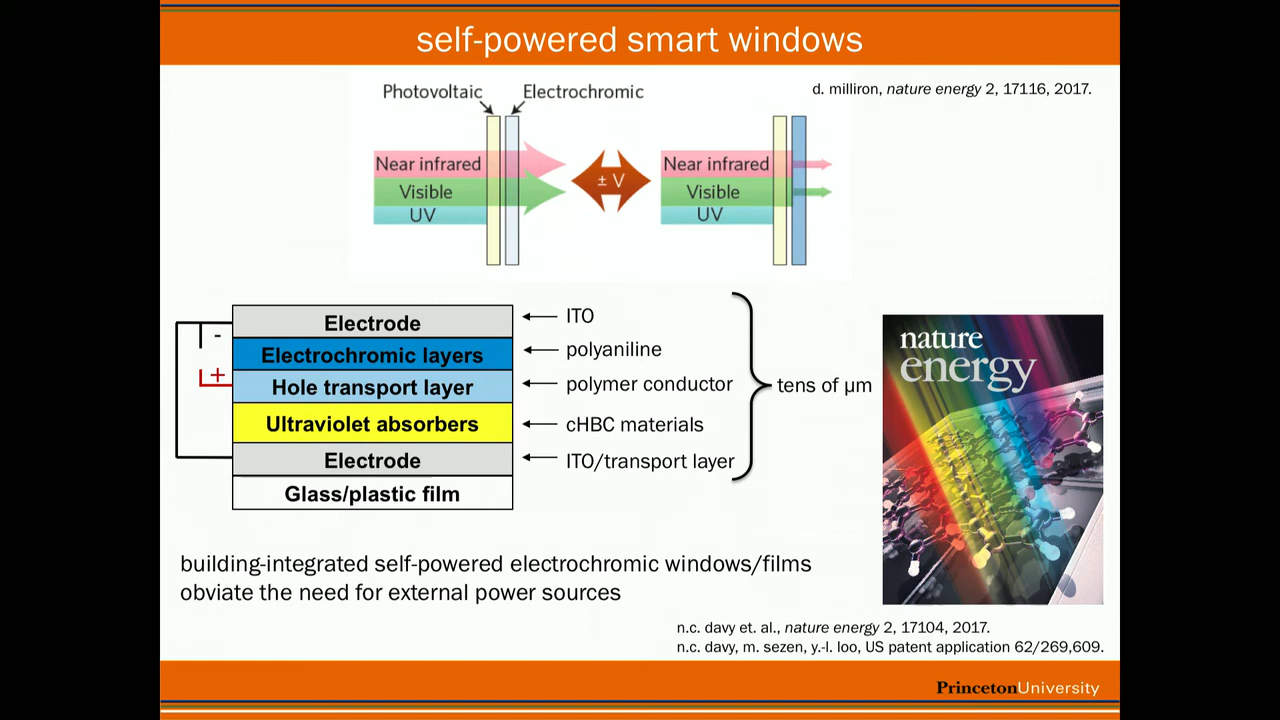 self-powered smart windows
d. milliron, nature energy 2, 17116, 2017.
Photovoltaic
Electrochromic
Near infrared
Visible
UV
± V
Near infrared
Visible
UV
-
+
Electrode
Electrochromic layers
Hole transport layer
Ultraviolet absorbers
Electrode
Glass/plastic film
ITO
polyaniline
polymer conductor
cHBC materials
ITO/transport layer
tens of µm
nature
energy
building-integrated self-powered electrochromic windows/films
obviate the need for external power sources
n.c. davy et. al., nature energy 2, 17104, 2017.
n.c. davy, m. sezen, y.-l. loo, US patent application 62/269,609.
PrincetonUniversity